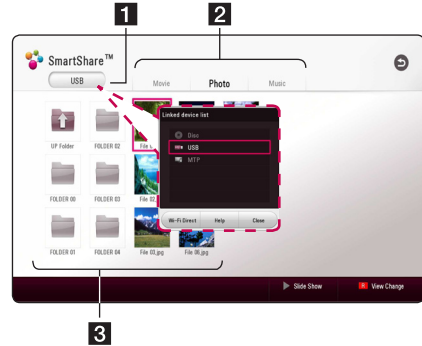 1
2
SmartShare™
USB
Movie
Photo
Music
Linked device list
Disc
USB
MTP
Wi-Fi Direct
Help
Close
UP Folder
FOLDER 02
File
FOLDER 00
FOLDER 03
File 02
FOLDER 01
FOLDER 04
File 03.jpg
File 06.jpg
Slide Show
R View Change
3